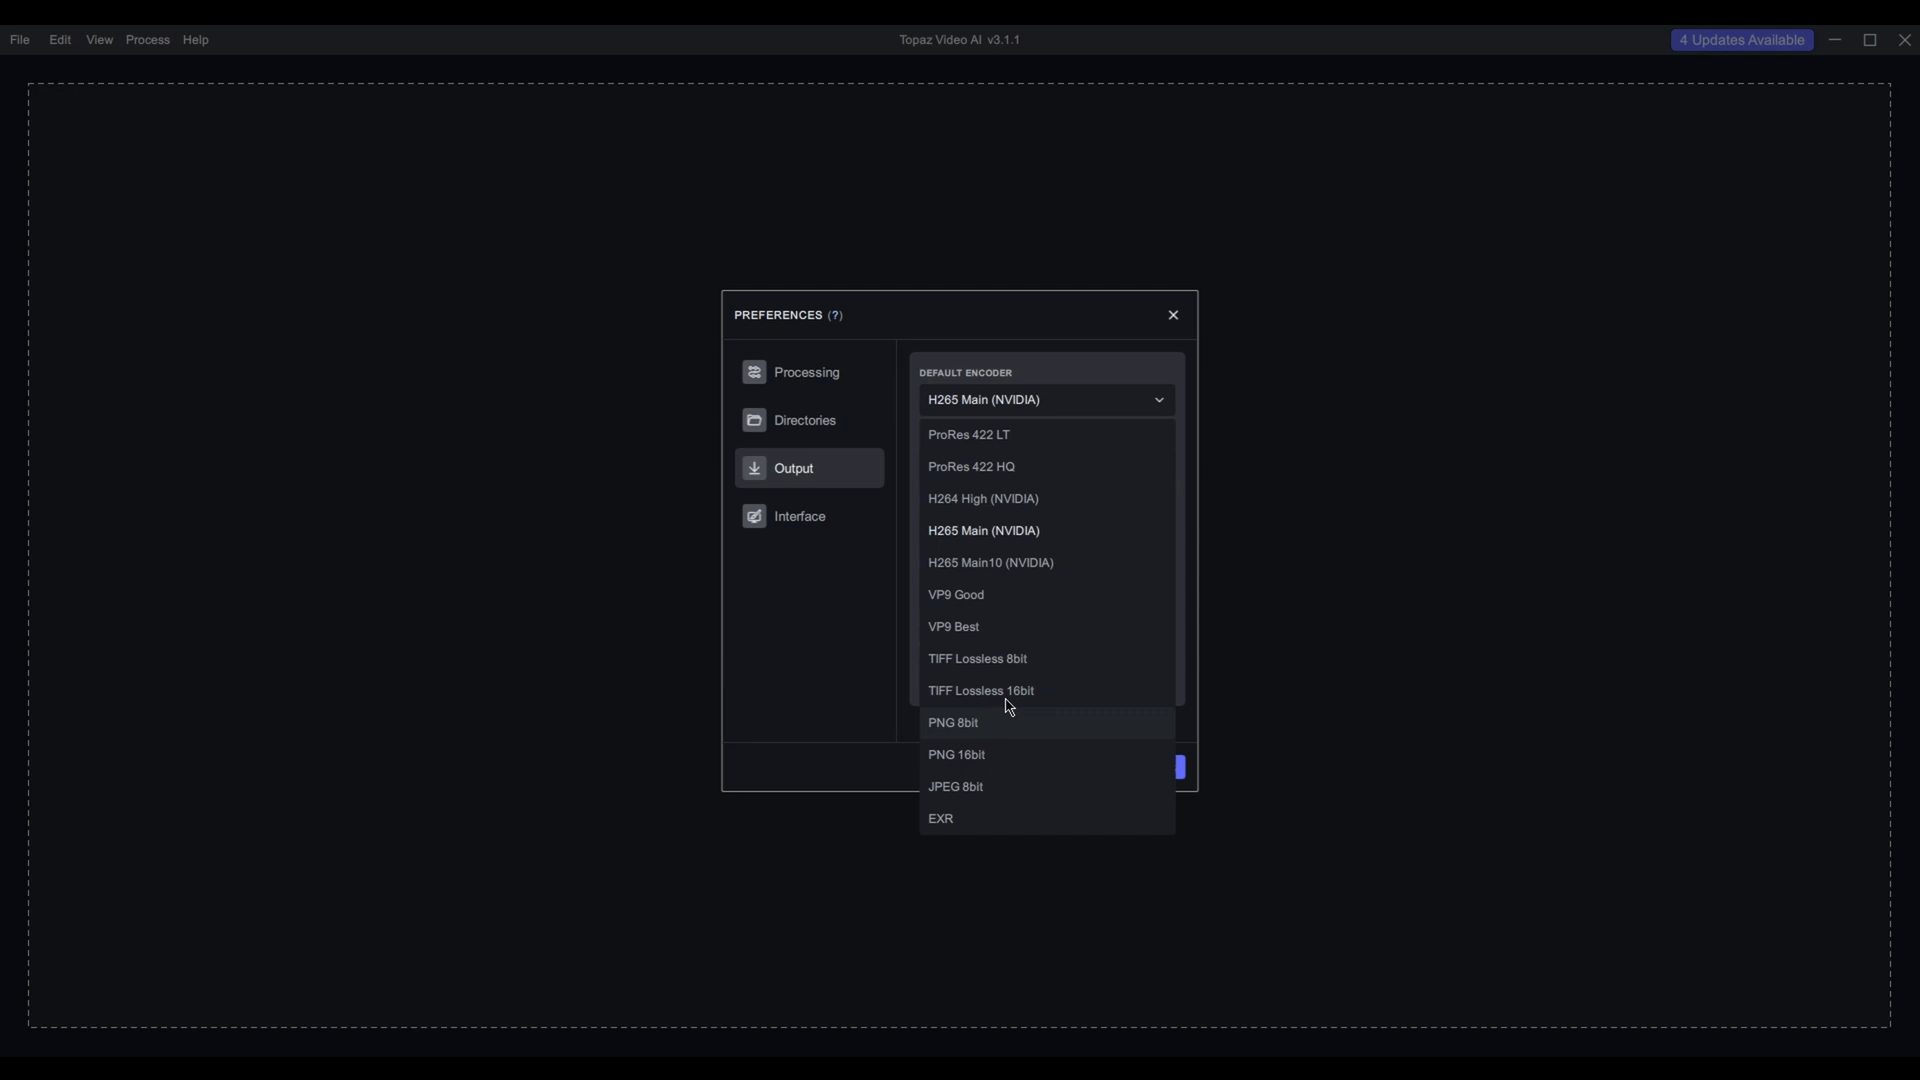 File Edit View Process Help
Topaz Video AI v3.1.1
4 Updates Available
PREFERENCES (?)
Processing
Directories
Output
Interface
DEFAULT ENCODER
H265 Main (NVIDIA)
ProRes 422 LT
ProRes 422 HQ
H264 High (NVIDIA)
H265 Main (NVIDIA)
H265 Main10 (NVIDIA)
VP9 Good
VP9 Best
TIFF Lossless 8bit
TIFF Lossless 16bit
PNG 8bit
PNG 16bit
JPEG 8bit
EXR